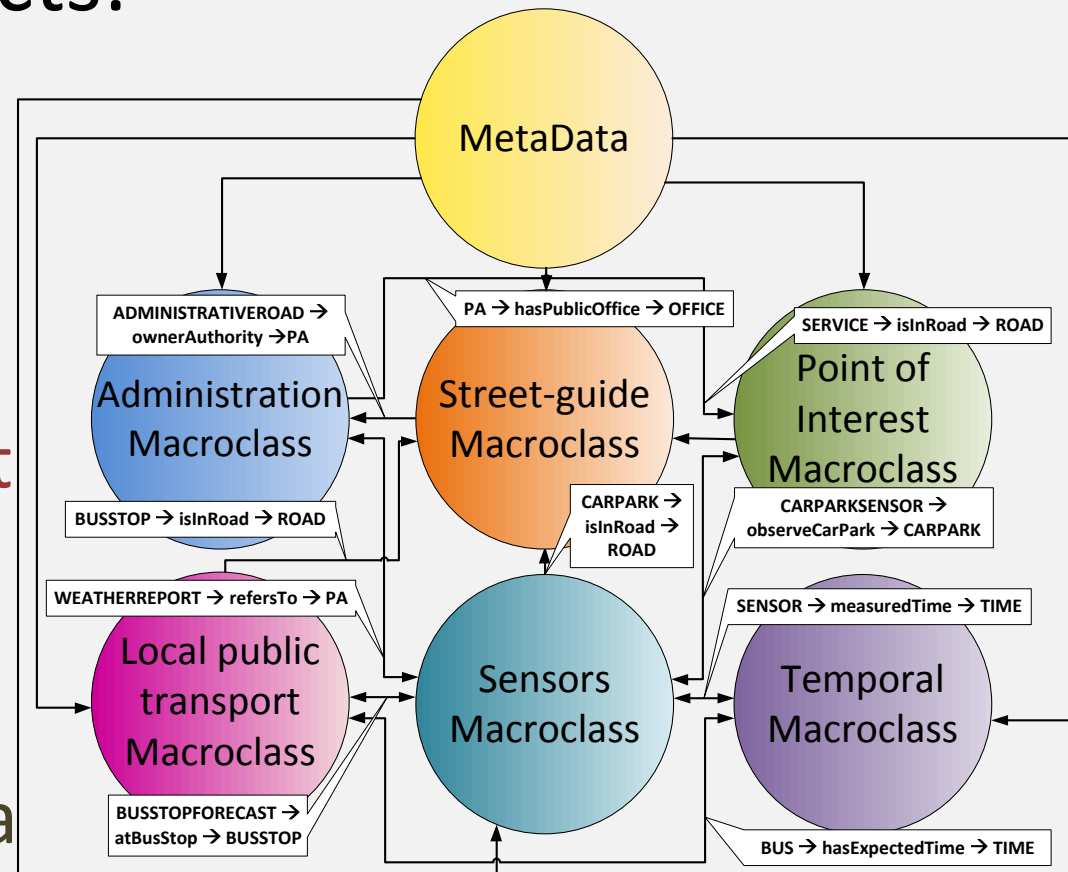 ets:
MetaData
ADMINISTRATIVEROAD →
ownerAuthority →PA
PA → hasPublicOffice → OFFICE
SERVICE → isInRoad → ROAD
Administration
Macroclass
Street-guide
Macroclass
Point of
Interest
Macroclass
t
BUSSTOP → isInRoad → ROAD
CARPARK →
isInRoad →
ROAD
CARPARKSENSOR →
observeCarPark → CARPARK
WEATHERREPORT → refersTo → PA
SENSOR → measuredTime → TIME
Local public
transport
Macroclass
Sensors
Macroclass
Temporal
Macroclass
BUSSTOPFORECAST →
atBusStop → BUSSTOP
a
BUS → hasExpectedTime → TIME